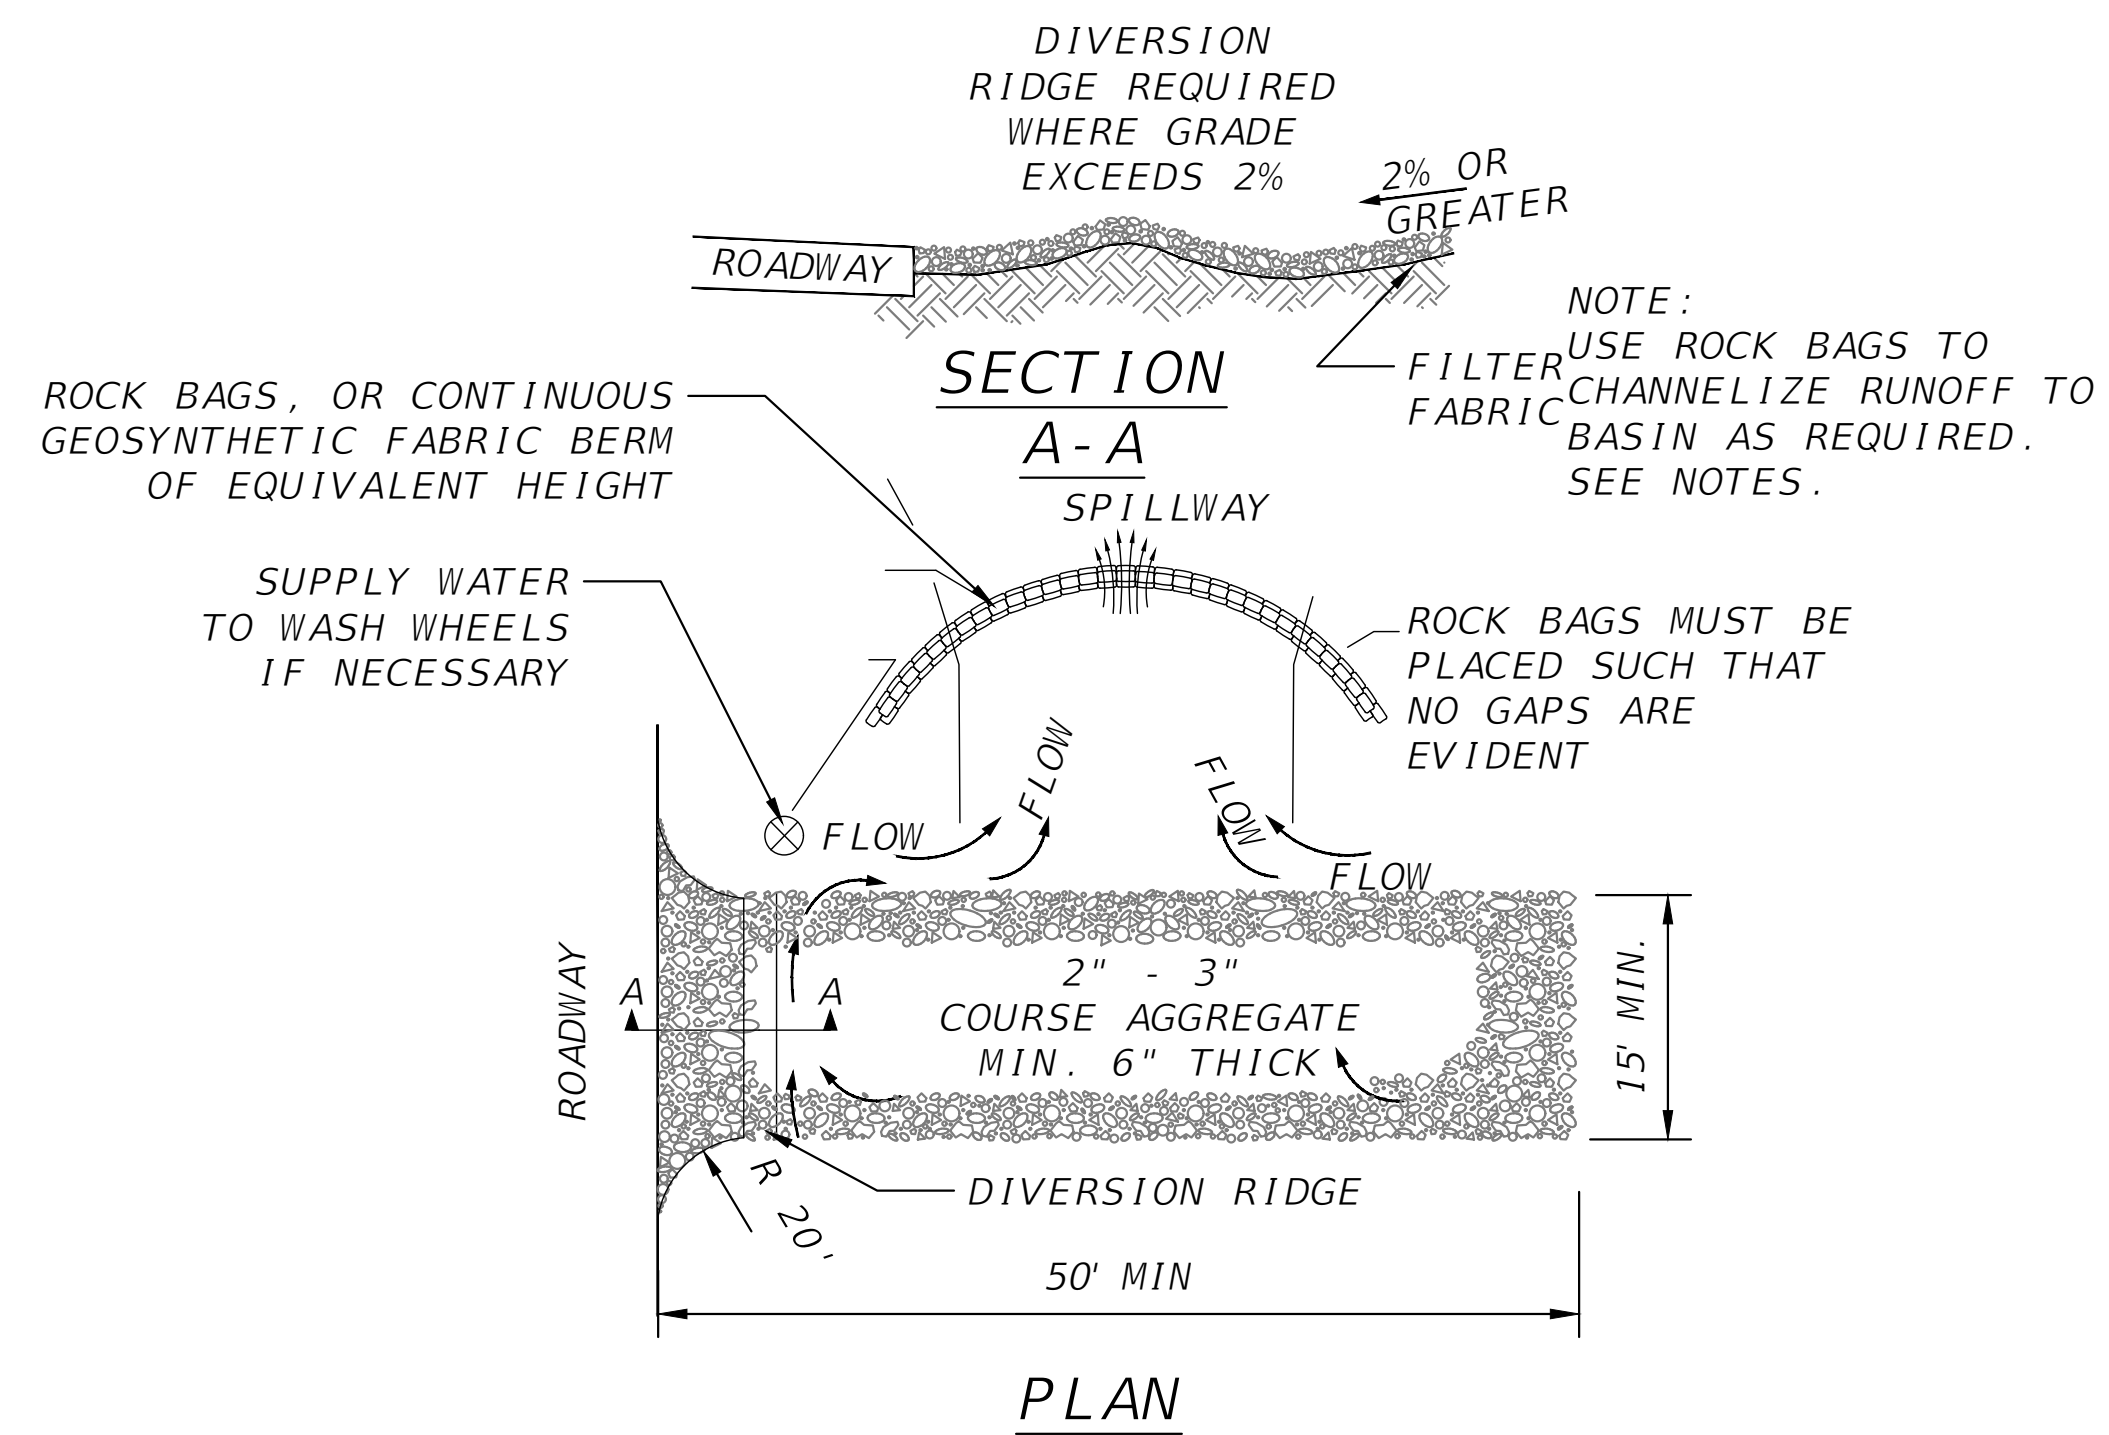 DIVERSION
RIDGE REQUIRED
WHERE GRADE
EXCEEDS 2%
2% OR
GREATER
ROADWAY
SECTION
A-A
FILTER
FABRIC
NOTE:
USE ROCK BAGS TO
CHANNELIZE RUNOFF TO
BASIN AS REQUIRED.
SEE NOTES.
ROCK BAGS, OR CONTINUOUS
GEOSYNTHETIC FABRIC BERM
OF EQUIVALENT HEIGHT
SPILLWAY
SUPPLY WATER
TO WASH WHEELS
IF NECESSARY
ROCK BAGS MUST BE
PLACED SUCH THAT
NO GAPS ARE
EVIDENT
FLOW
FLOW
FLOW
FLOW
ROADWAY
A
A
2" - 3"
COURSE AGGREGATE
MIN. 6" THICK
15' MIN.
R 20'
DIVERSION RIDGE
50' MIN
PLAN